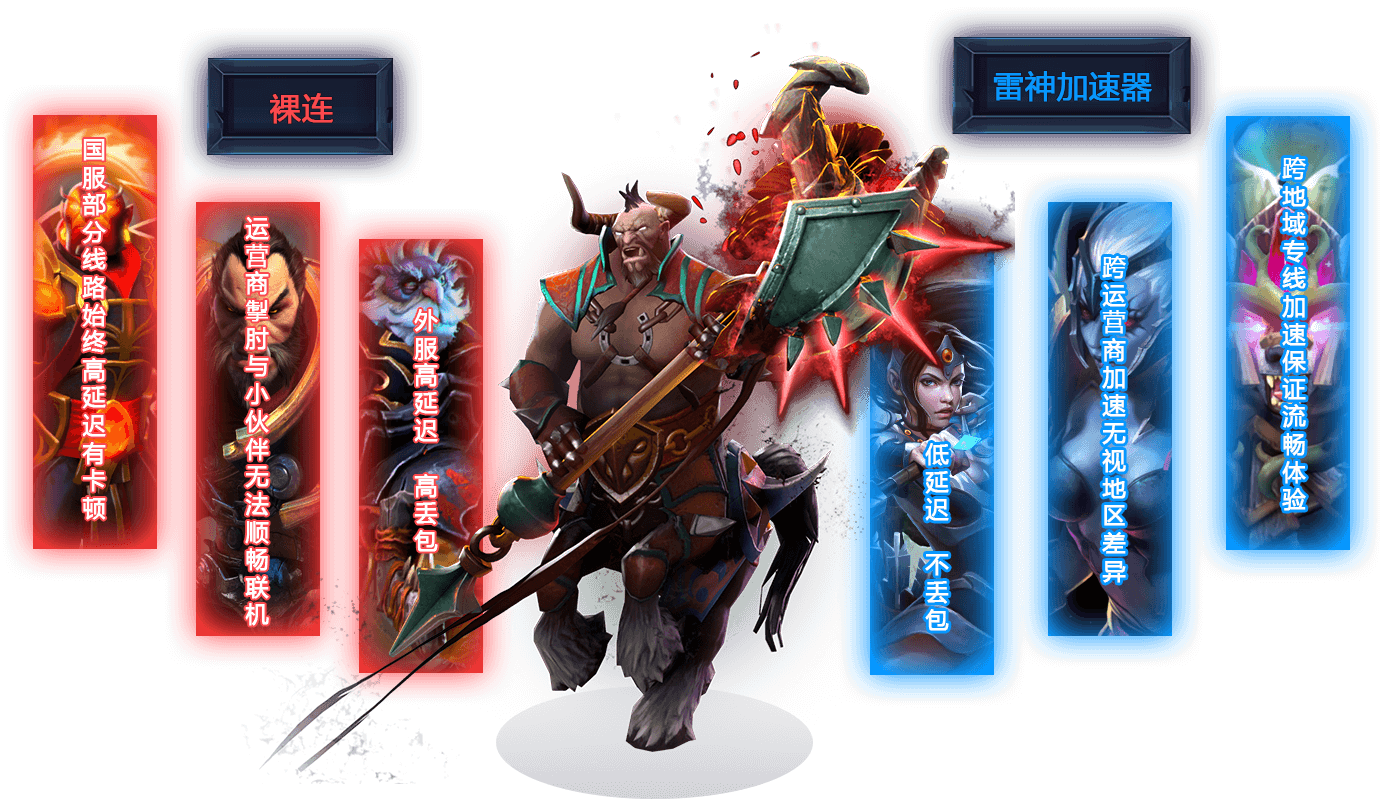 裸连
国服部分线路始终高延迟有卡顿
运营商掣肘与小伙伴无法顺畅联机
外服高延迟 高丢包
雷神加速器
低延迟 不丢包
跨运营商加速无视地区差异
跨地域专线加速保证流畅体验